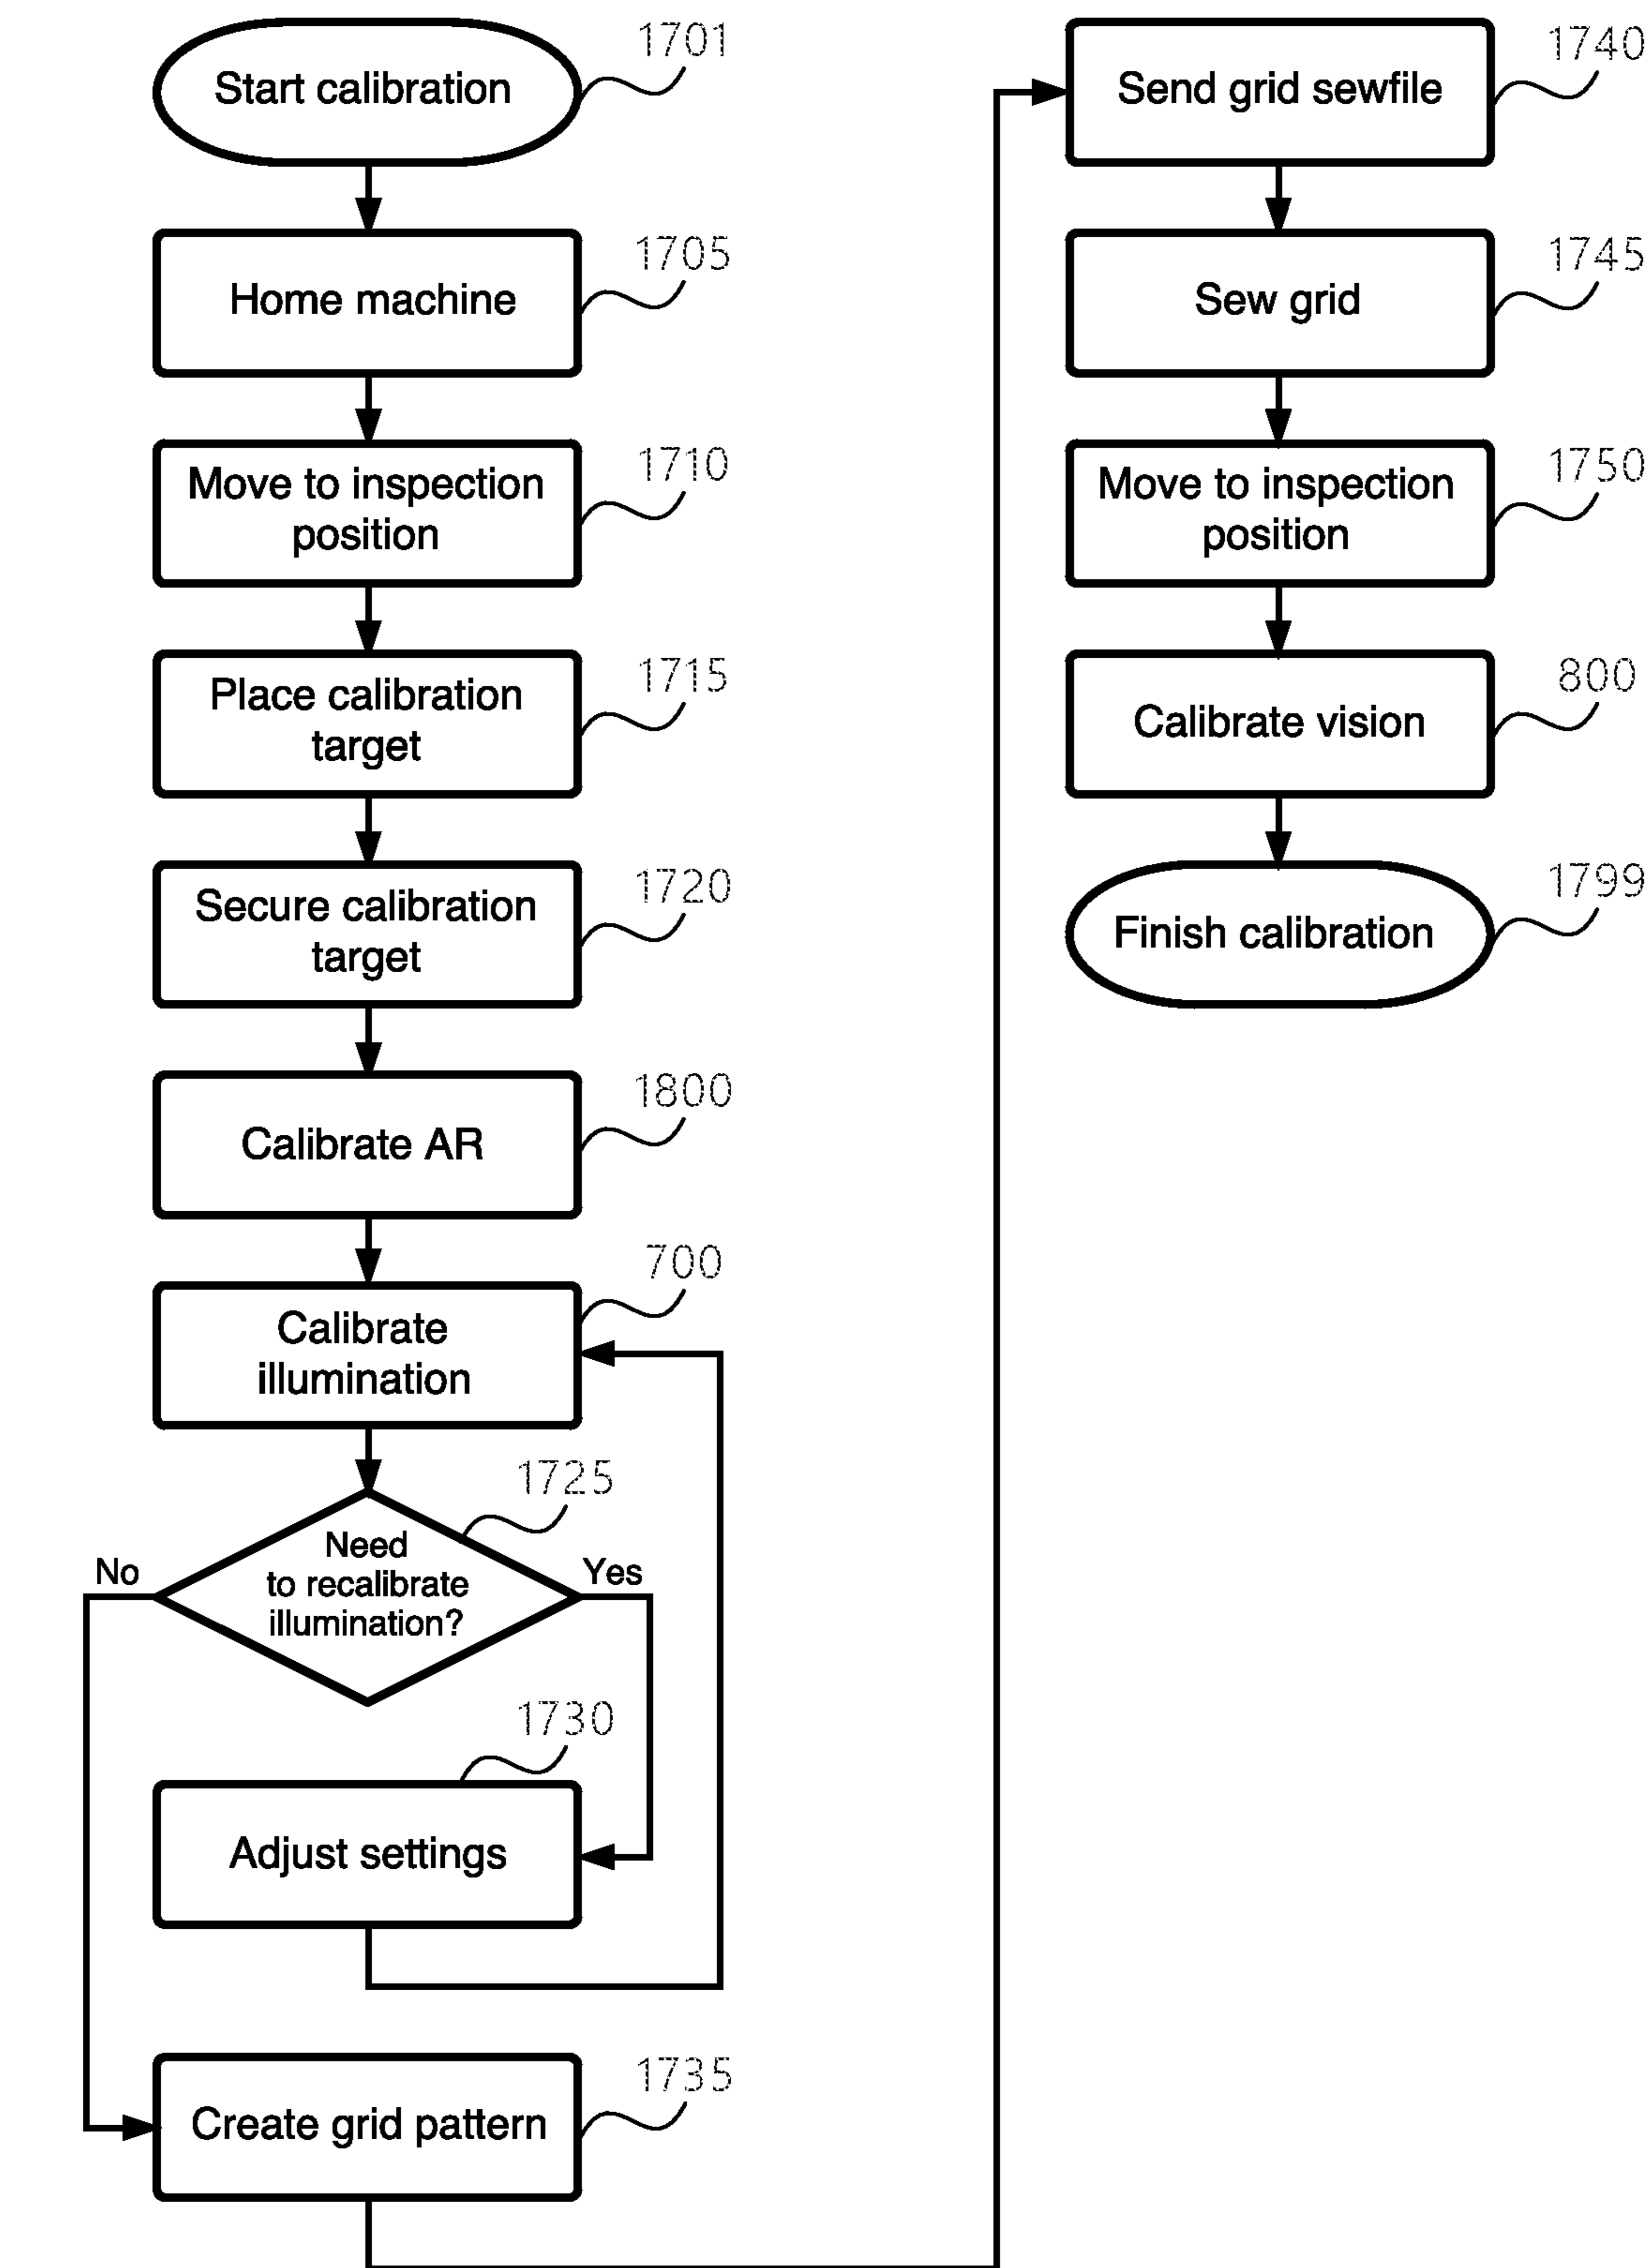 Start calibration
1701
Home machine
1705
Move to inspection
position
1710
Place calibration
target
1715
Secure calibration
target
1720
Calibrate AR
1800
Calibrate
illumination
700
Need
to recalibrate
illumination?
1725
No
Yes
Adjust settings
1730
Create grid pattern
1735
Send grid sewfile
1740
Sew grid
1745
Move to inspection
position
1750
Calibrate vision
800
Finish calibration
1799